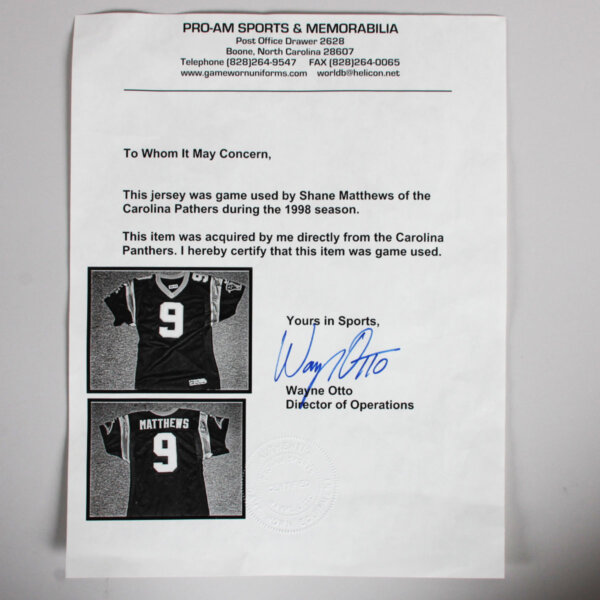 PRO-AM SPORTS & MEMORABILIA
Post Office Drawer 2628
Boone, North Carolina 28607
Telephone (828)264-9547 FAX (828)264-0065
www.gamewornuniforms.com worldb@helicon.net
To Whom It May Concern,
This jersey was game used by Shane Matthews of the
Carolina Pathers during the 1998 season.
This item was acquired by me directly from the Carolina
Panthers. I hereby certify that this item was game used.
9
9
Yours in Sports,
Wayne Otto
Wayne Otto
Director of Operations
MATTHEWS
9